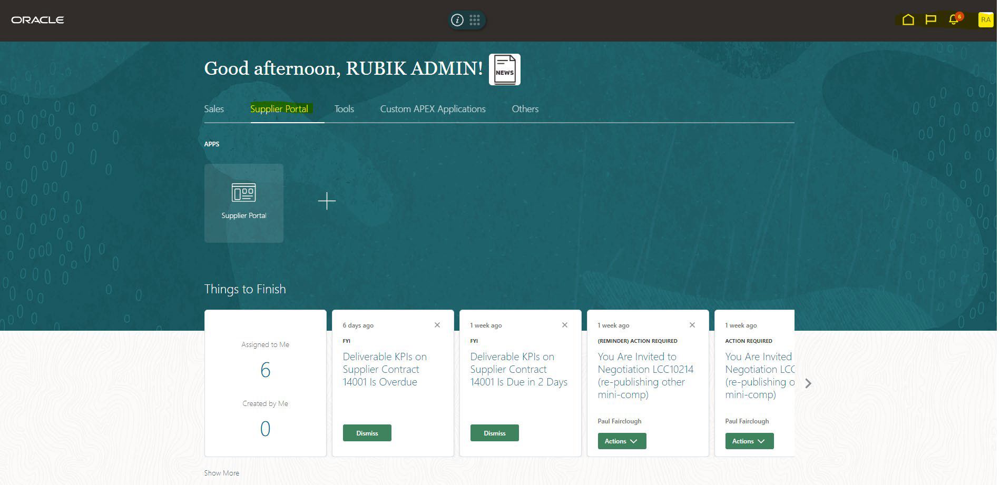 ORACLE
i
6
RA
Good afternoon, RUBIK ADMIN!
NEWS
Sales
Supplier Portal
Tools
Custom APEX Applications
Others
APPS
Supplier Portal
Things to Finish
Assigned to Me
6
Created by Me
0
6 days ago
FYI
Deliverable KPIs on
Supplier Contract
14001 Is Overdue
Dismiss
1 week ago
FYI
Deliverable KPIs on
Supplier Contract
14001 Is Due in 2 Days
Dismiss
1 week ago
(REMINDER) ACTION REQUIRED
You Are Invited to
Negotiation LCC10214
(re-publishing other
mini-comp)
Paul Fairclough
Actions
1 week ago
ACTION REQUIRED
You Are Invited
Negotiation LCC
(re-publishing o
mini-comp)
Paul Fairclough
Actions
Show More